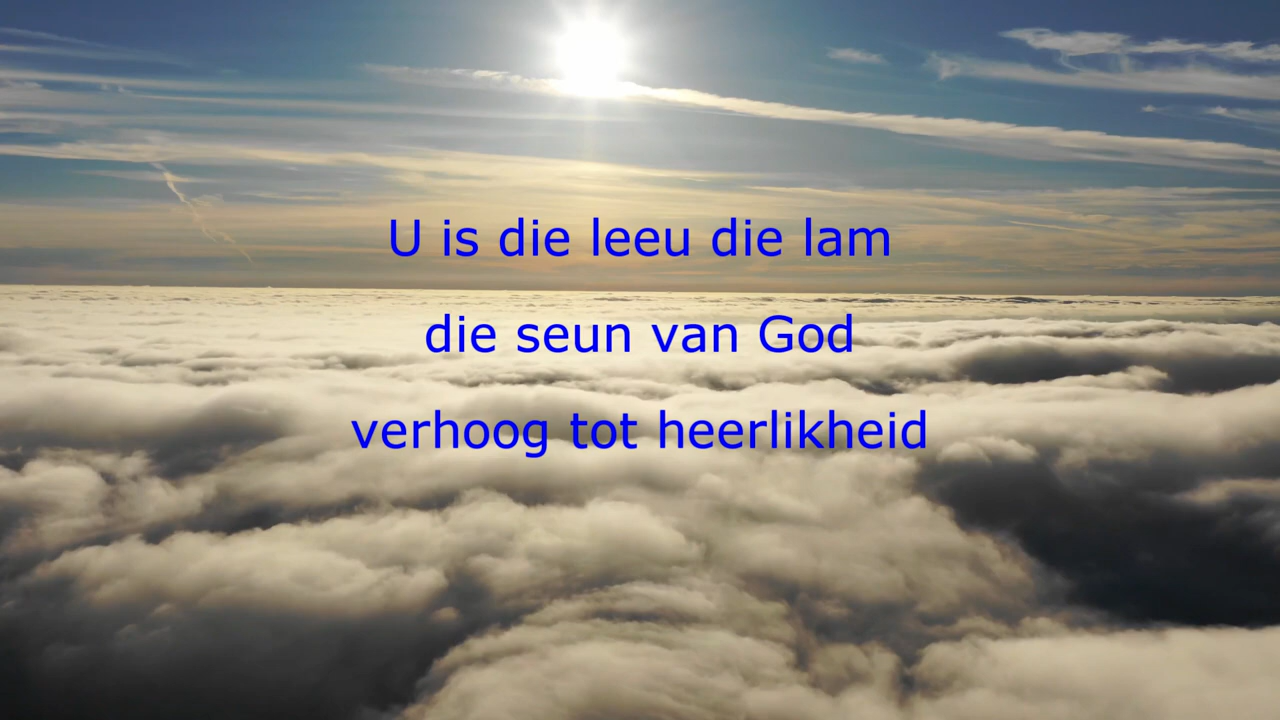 U is die leeu die lam
die seun van God
verhoog tot heerlikheid